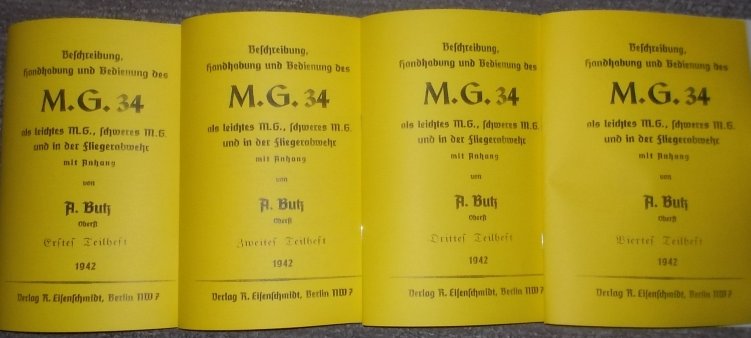 Beſchreibung,
Handhabung und Bedienung des
M.G. 34
als leichtes M.G., ſchweres M.G.
und in der Fliegerabwehr
mit Anhang
von
A. Butz
Oberſt
Erſteſ Teilheft
1942
Verlag R. Eiſenſchmidt, Berlin NW 7
Beſchreibung,
Handhabung und Bedienung des
M.G. 34
als leichtes M.G., ſchweres M.G.
und in der Fliegerabwehr
mit Anhang
von
A. Butz
Oberſt
Zweiteſ Teilheft
1942
Verlag R. Eiſenſchmidt, Berlin NW 7
Beſchreibung,
Handhabung und Bedienung des
M.G. 34
als leichtes M.G., ſchweres M.G.
und in der Fliegerabwehr
mit Anhang
von
A. Butz
Oberſt
Dritteſ Teilheft
1942
Verlag R. Eiſenſchmidt, Berlin NW 7
Beſchreibung,
Handhabung und Bedienung des
M.G. 34
als leichtes M.G., ſchweres M.G.
und in der Fliegerabwehr
mit Anhang
von
A. Butz
Oberſt
Vierteſ Teilheft
1942
Verlag R. Eiſenſchmidt, Berlin NW 7